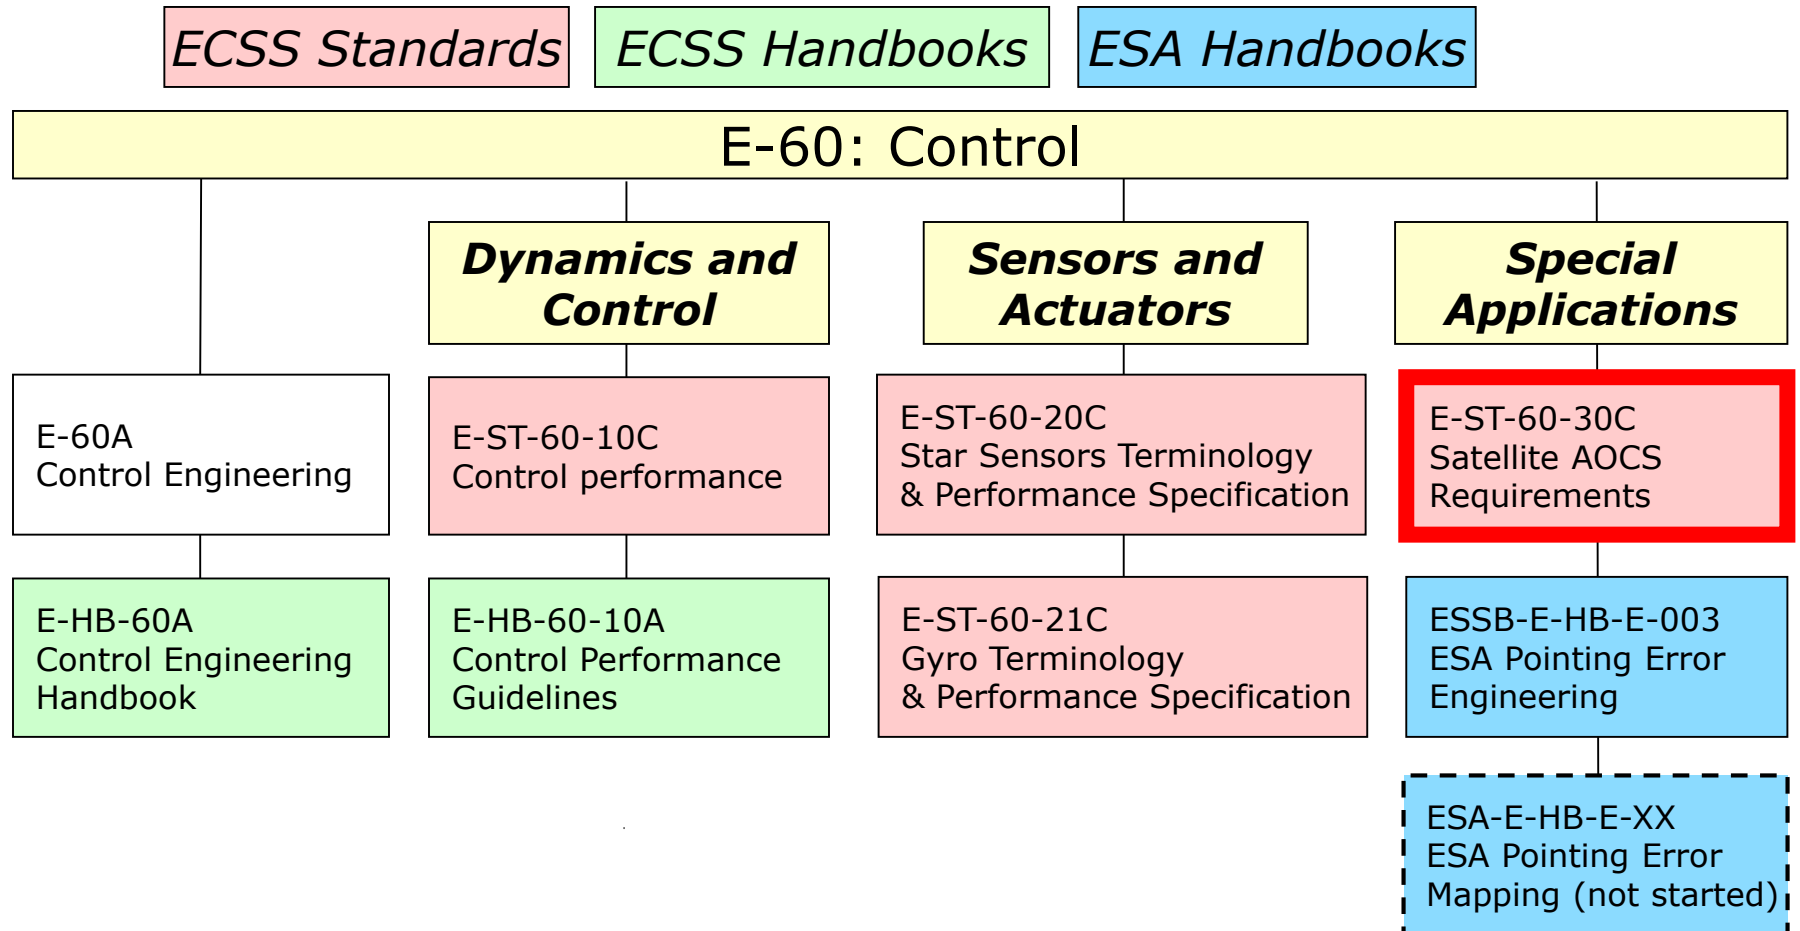 ECSS Standards
ECSS Handbooks
ESA Handbooks
E-60: Control
Dynamics and
Control
Sensors and
Actuators
Special
Applications
E-60A
Control Engineering
E-ST-60-10C
Control performance
E-ST-60-20C
Star Sensors Terminology
& Performance Specification
E-ST-60-30C
Satellite AOCS
Requirements
E-HB-60A
Control Engineering
Handbook
E-HB-60-10A
Control Performance
Guidelines
E-ST-60-21C
Gyro Terminology
& Performance Specification
ESSB-E-HB-E-003
ESA Pointing Error
Engineering
ESA-E-HB-E-XX
ESA Pointing Error
Mapping (not started)